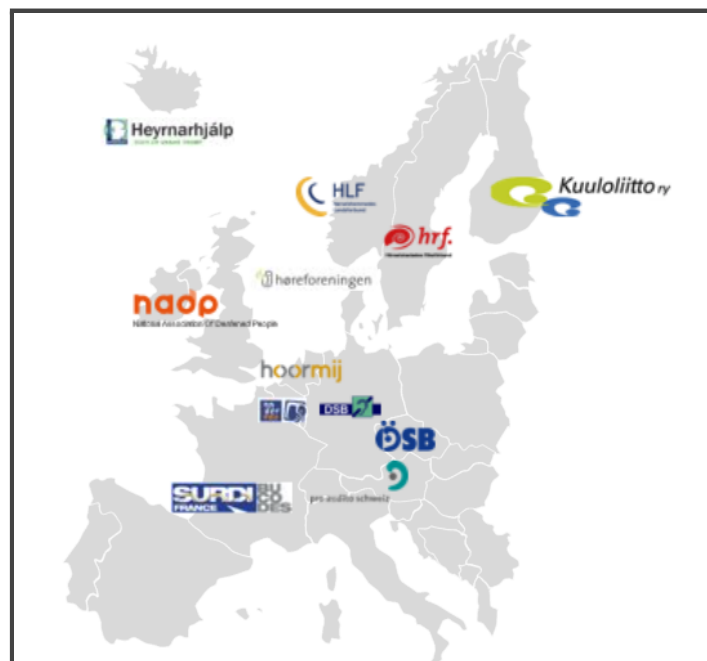 Heyrnarhjálp
HLF
Kuuloliitto ry
hrf.
høreforeningen
nadp
National Association Of Deafened People
hoormij
DSB
ÖSB
SURDI
FRANCE
BUCODES
pro audito schweiz